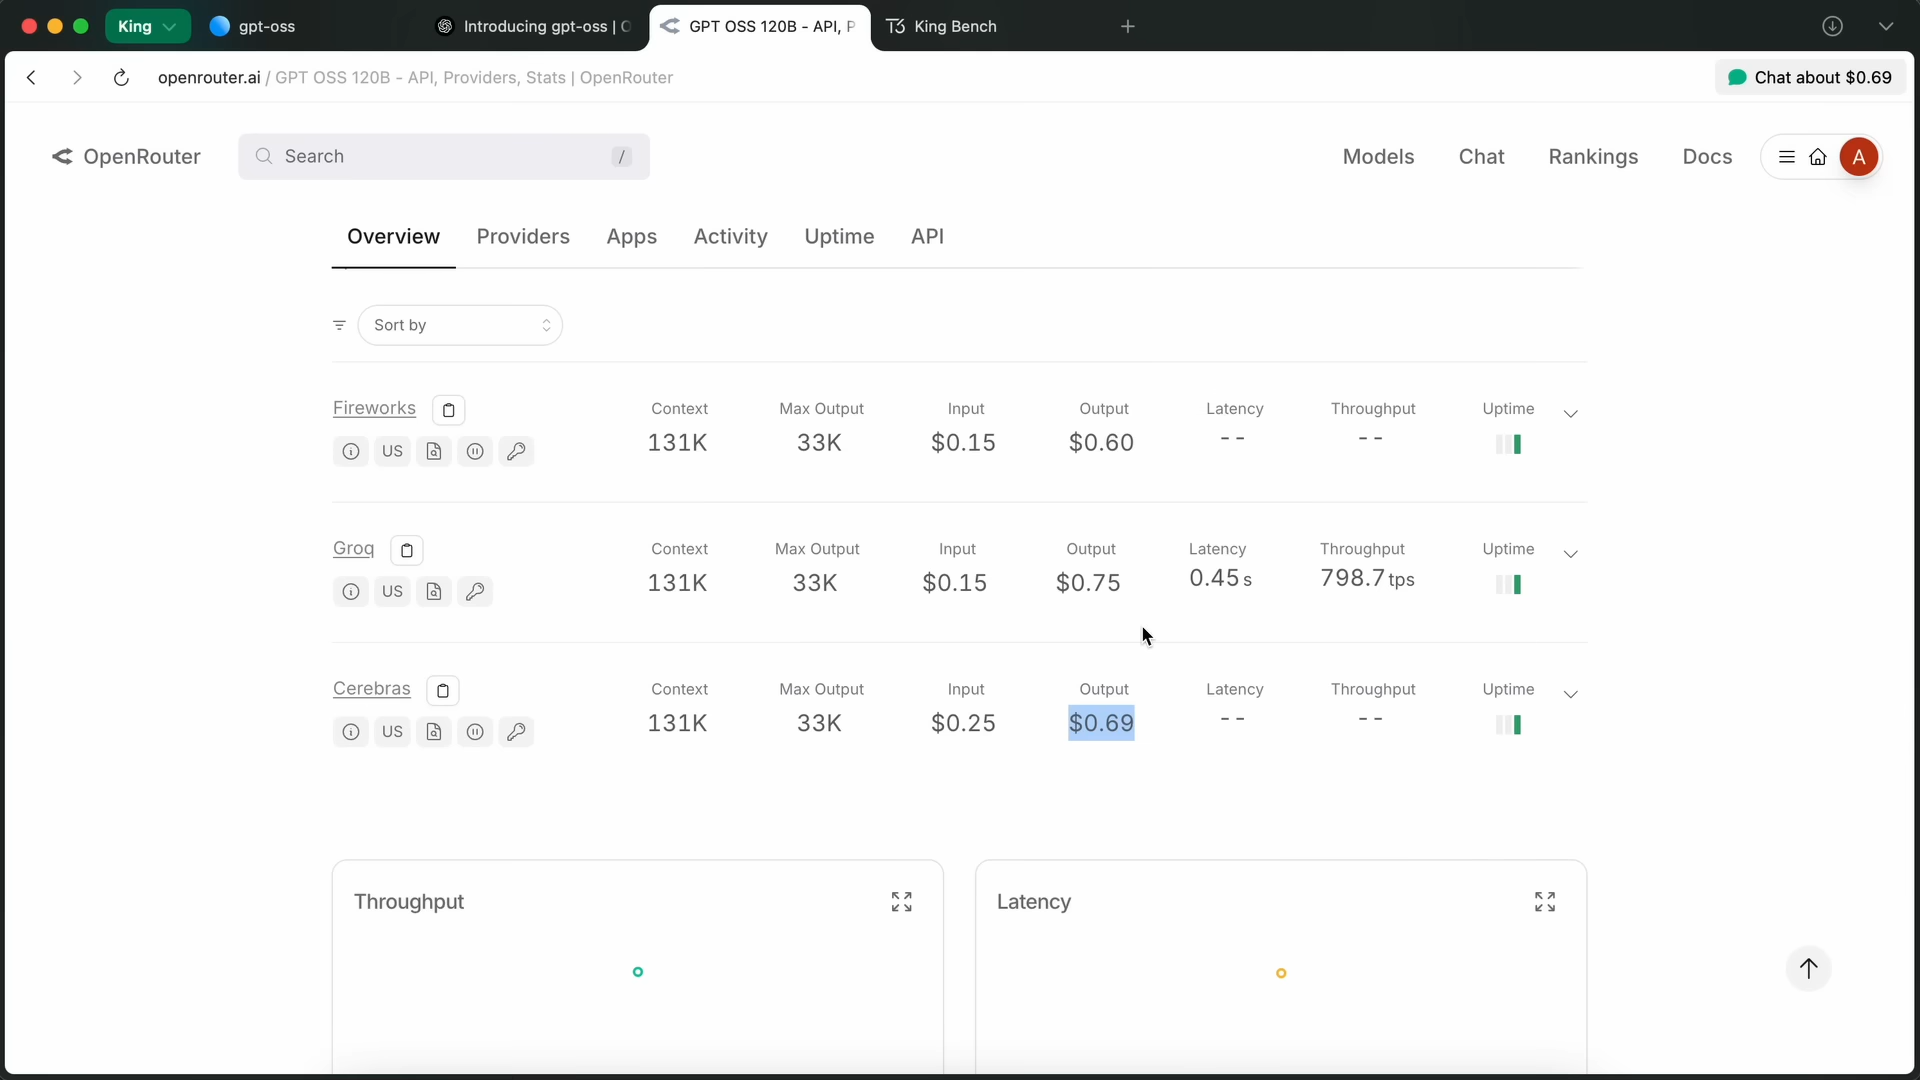 King
gpt-oss
Introducing gpt-oss |
GPT OSS 120B - API, P
King Bench
openrouter.ai / GPT OSS 120B - API, Providers, Stats | OpenRouter
Chat about $0.69
OpenRouter
Search
/
Models
Chat
Rankings
Docs
A
Overview
Providers
Apps
Activity
Uptime
API
Sort by
Fireworks
US
Context
131K
Max Output
33K
Input
$0.15
Output
$0.60
Latency
--
Throughput
--
Uptime
Groq
US
Context
131K
Max Output
33K
Input
$0.15
Output
$0.75
Latency
0.45 s
Throughput
798.7 tps
Uptime
Cerebras
US
Context
131K
Max Output
33K
Input
$0.25
Output
$0.69
Latency
--
Throughput
--
Uptime
Throughput
Latency